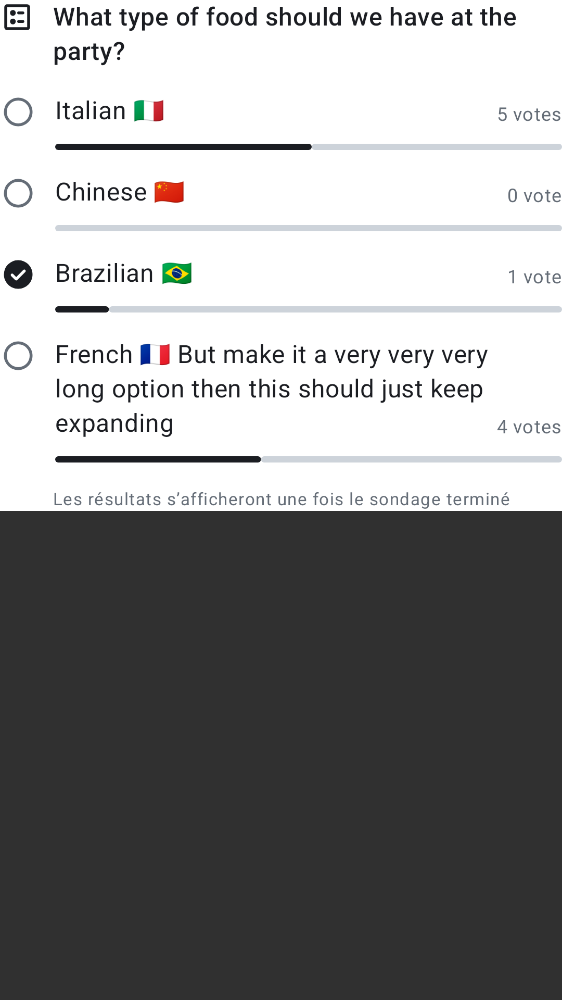 What type of food should we have at the
party?
Italian 🇮🇹
5 votes
Chinese 🇨🇳
0 vote
Brazilian 🇧🇷
1 vote
French 🇫🇷 But make it a very very very
long option then this should just keep
expanding
4 votes
Les résultats s’afficheront une fois le sondage terminé